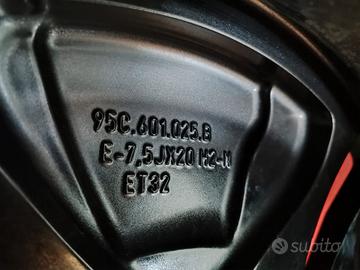 95C.601.025.B
E-7,5JX20 H2-N
ET32
subito